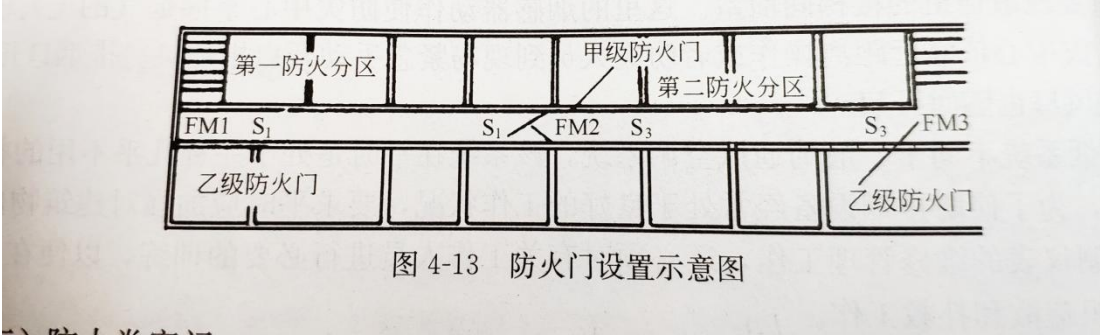 甲级防火门
第一防火分区
第二防火分区
FM1 S₁ S₁ FM2 S₃ S₃ FM3
乙级防火门
乙级防火门
图 4-13 防火门设置示意图